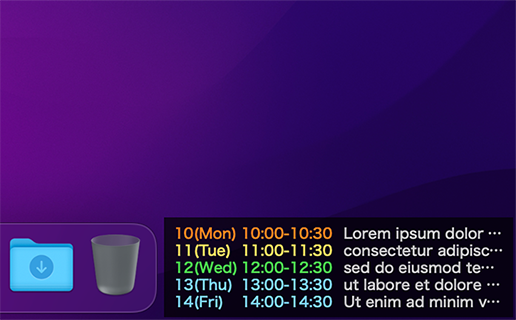 10(Mon) 10:00-10:30 Lorem ipsum dolor …
11(Tue) 11:00-11:30 consectetur adipisc…
12(Wed) 12:00-12:30 sed do eiusmod te…
13(Thu) 13:00-13:30 ut labore et dolore …
14(Fri) 14:00-14:30 Ut enim ad minim v…